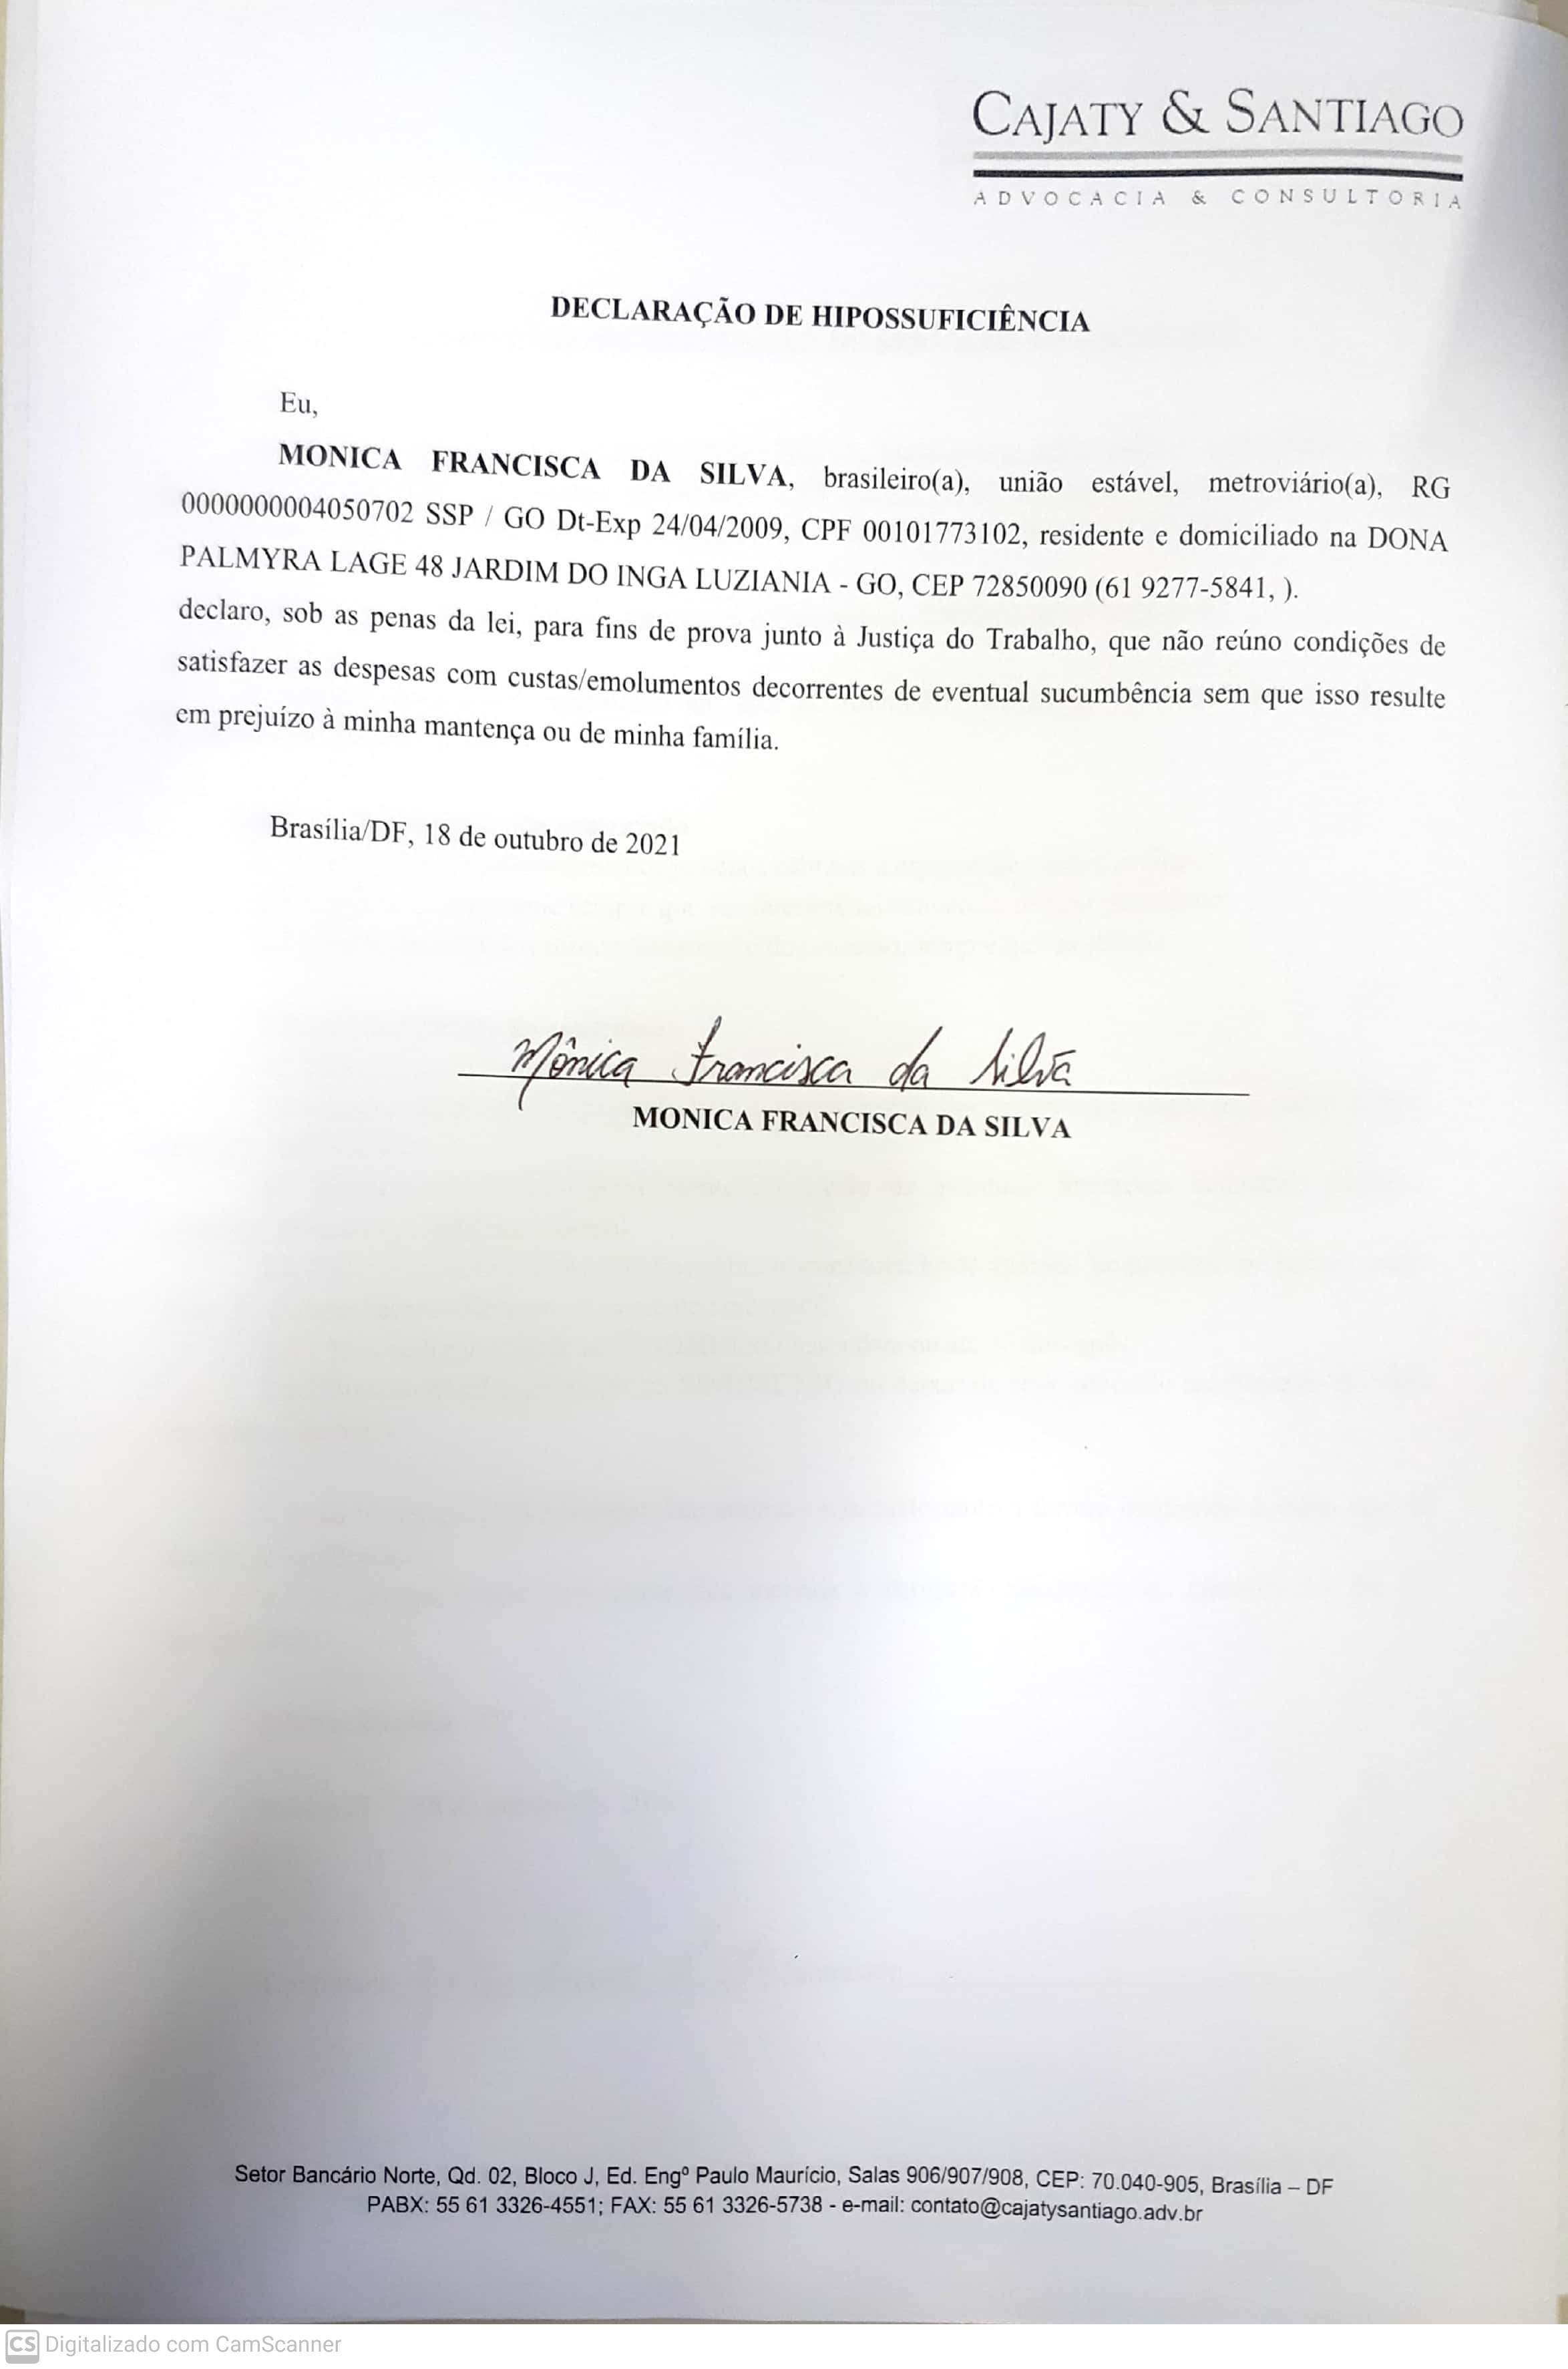 CAJATY & SANTIAGO
ADVOCACIA & CONSULTORIA
DECLARAÇÃO DE HIPOSSUFICIÊNCIA
Eu,
MONICA FRANCISCA DA SILVA, brasileiro(a), união estável, metroviário(a), RG
0000000004050702 SSP / GO Dt-Exp 24/04/2009, CPF 00101773102, residente e domiciliado na DONA
PALMYRA LAGE 48 JARDIM DO INGA LUZIANIA - GO, CEP 72850090 (61 9277-5841, ).
declaro, sob as penas da lei, para fins de prova junto à Justiça do Trabalho, que não reúno condições de
satisfazer as despesas com custas/emolumentos decorrentes de eventual sucumbência sem que isso resulte
em prejuízo à minha mantença ou de minha família.
Brasília/DF, 18 de outubro de 2021
Mônica Francisca da Silva
MONICA FRANCISCA DA SILVA
Setor Bancário Norte, Qd. 02, Bloco J, Ed. Engº Paulo Maurício, Salas 906/907/908, CEP: 70.040-905, Brasília – DF
PABX: 55 61 3326-4551; FAX: 55 61 3326-5738 - e-mail: contato@cajatysantiago.adv.br
CS Digitalizado com CamScanner